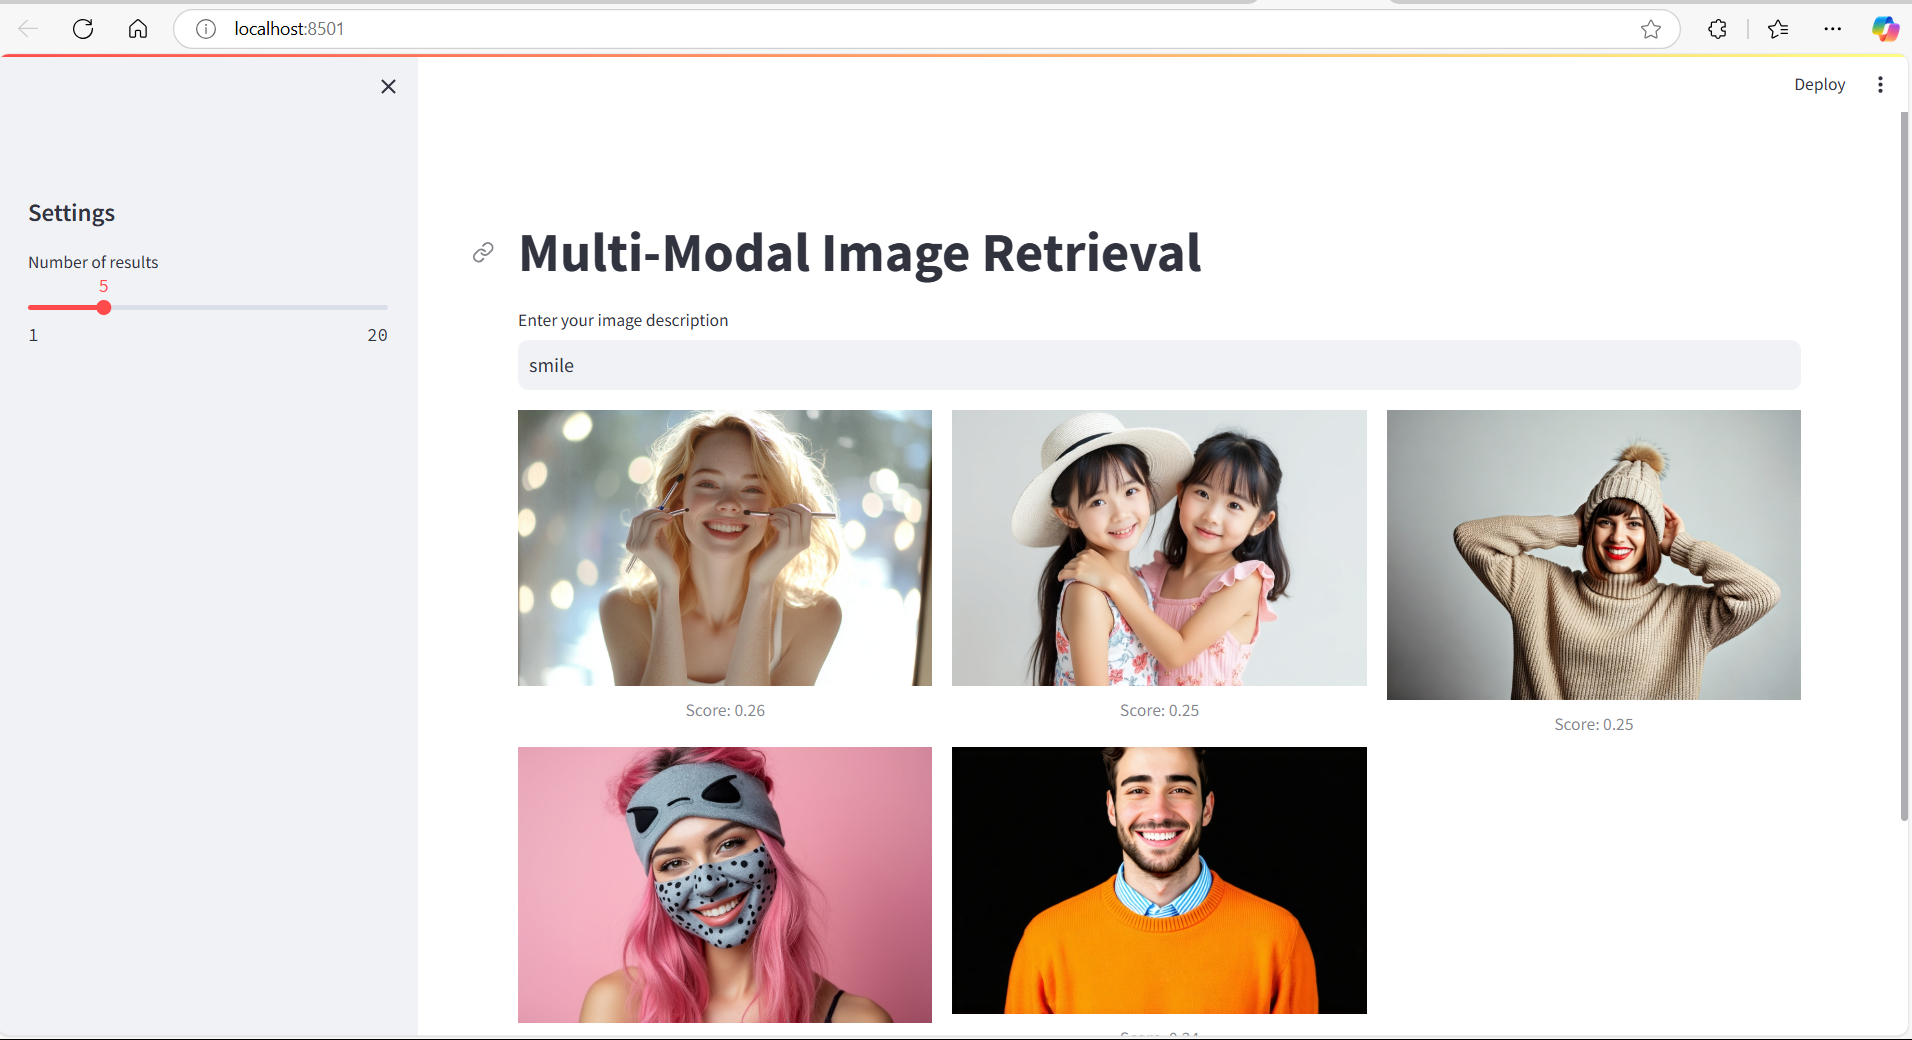 localhost:8501
Deploy
Settings
Number of results
5
1 20
Multi-Modal Image Retrieval
Enter your image description
smile
Score: 0.26
Score: 0.25
Score: 0.25